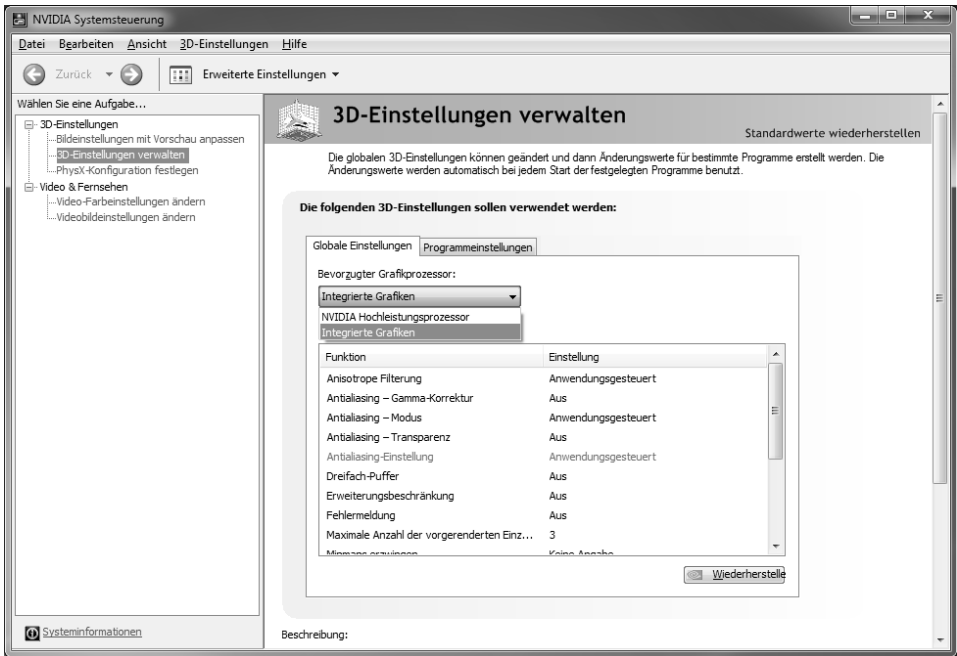 NVIDIA Systemsteuerung
Datei Bearbeiten Ansicht 3D-Einstellungen Hilfe
Zurück Erweiterte Einstellungen
Wählen Sie eine Aufgabe...
3D-Einstellungen
Bildeinstellungen mit Vorschau anpassen
3D-Einstellungen verwalten
PhysX-Konfiguration festlegen
Video & Fernsehen
Video-Farbeinstellungen ändern
Videobildeinstellungen ändern
Systeminformationen
3D-Einstellungen verwalten
Standardwerte wiederherstellen
Die globalen 3D-Einstellungen können geändert und dann Änderungswerte für bestimmte Programme erstellt werden. Die
Änderungswerte werden automatisch bei jedem Start der festgelegten Programme benutzt.
Die folgenden 3D-Einstellungen sollen verwendet werden:
Globale Einstellungen Programmeinstellungen
Bevorzugter Grafikprozessor:
Integrierte Grafiken
NVIDIA Hochleistungsprozessor
Integrierte Grafiken
Funktion Einstellung
Anisotrope Filterung Anwendungsgesteuert
Antialiasing – Gamma-Korrektur Aus
Antialiasing – Modus Anwendungsgesteuert
Antialiasing – Transparenz Aus
Antialiasing-Einstellung Anwendungsgesteuert
Dreifach-Puffer Aus
Erweiterungsbeschränkung Aus
Fehlermeldung Aus
Maximale Anzahl der vorgerenderten Einz... 3
Mipmaps erzwingen Keine Angabe
Wiederherstelle
Beschreibung: